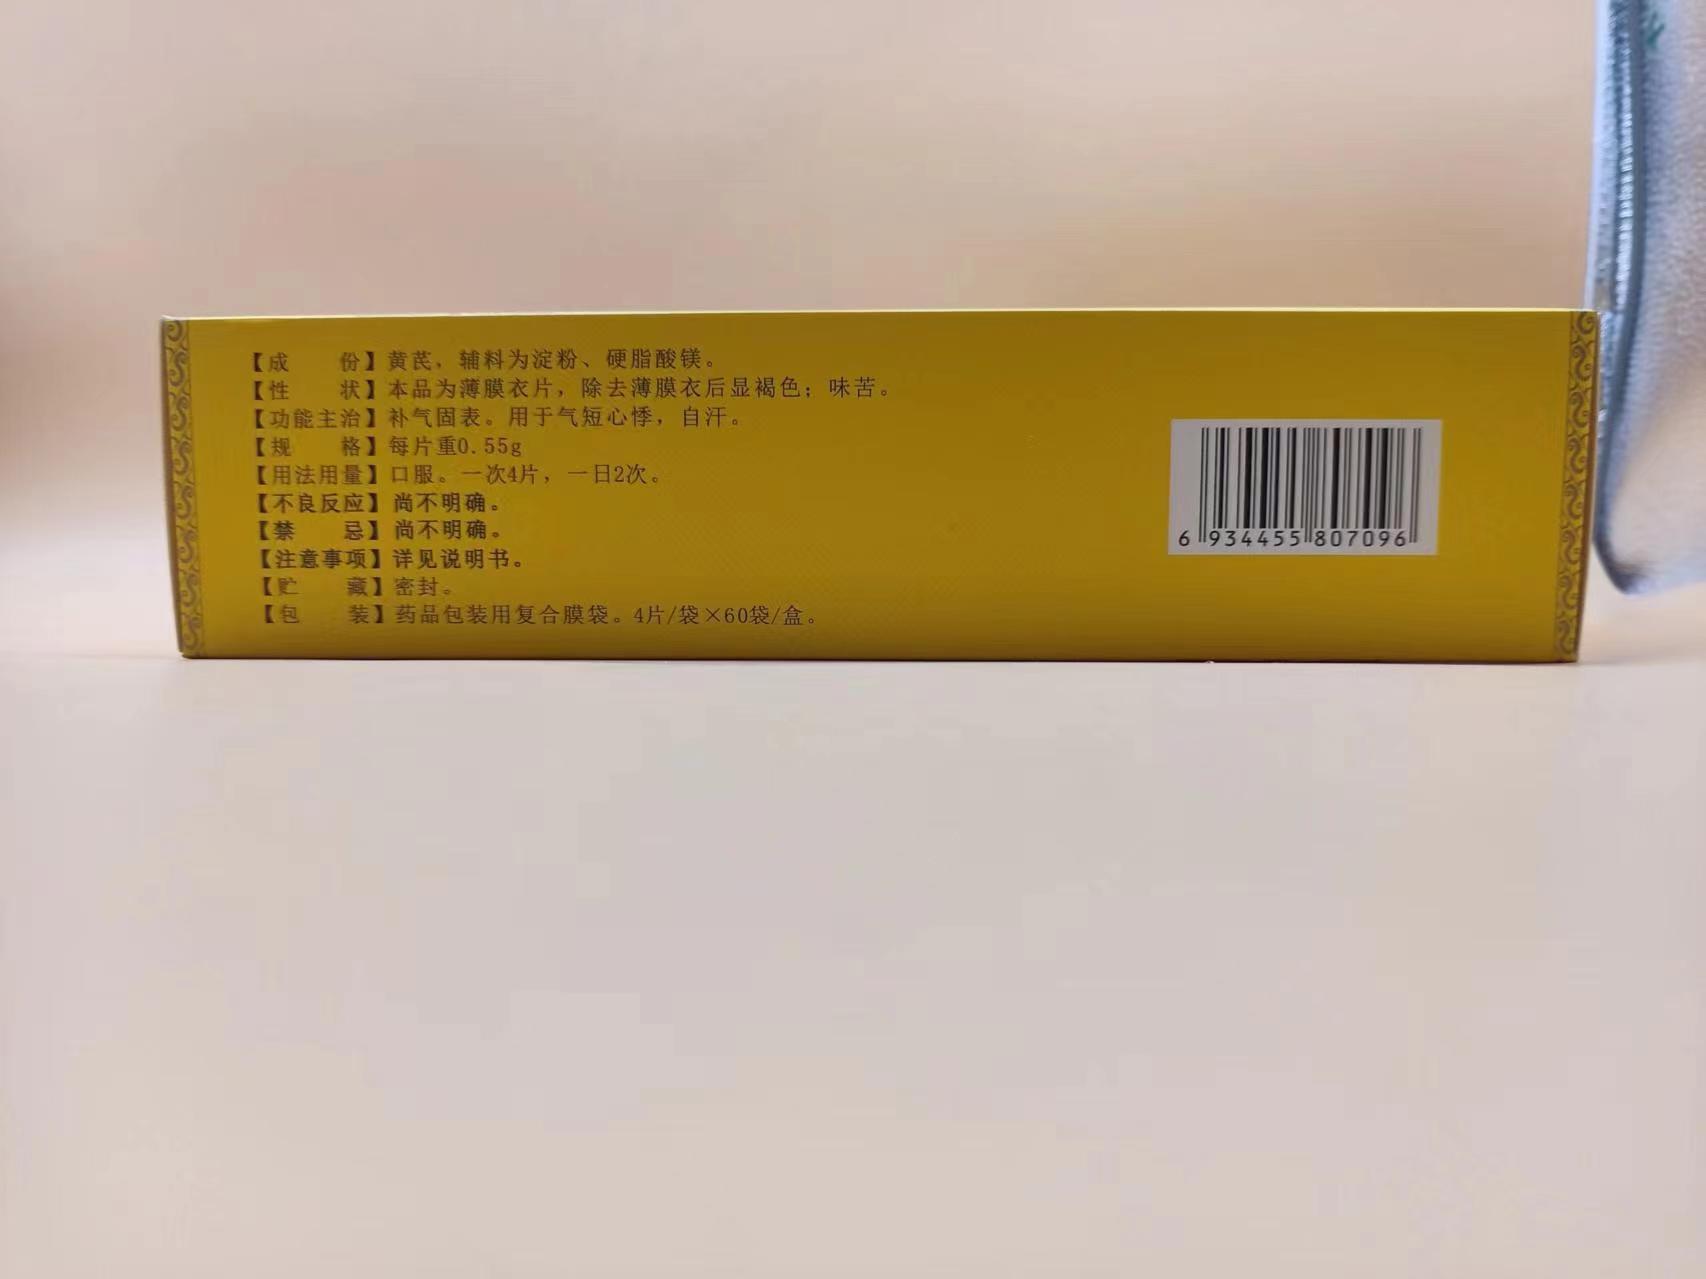 【成　　份】黄芪，辅料为淀粉、硬脂酸镁。
【性　　状】本品为薄膜衣片，除去薄膜衣后显褐色；味苦。
【功能主治】补气固表。用于气短心悸，自汗。
【规　　格】每片重0.55g
【用法用量】口服。一次4片，一日2次。
【不良反应】尚不明确。
【禁　　忌】尚不明确。
【注意事项】详见说明书。
【贮　　藏】密封。
【包　　装】药品包装用复合膜袋。4片/袋×60袋/盒。
6 934455 807096